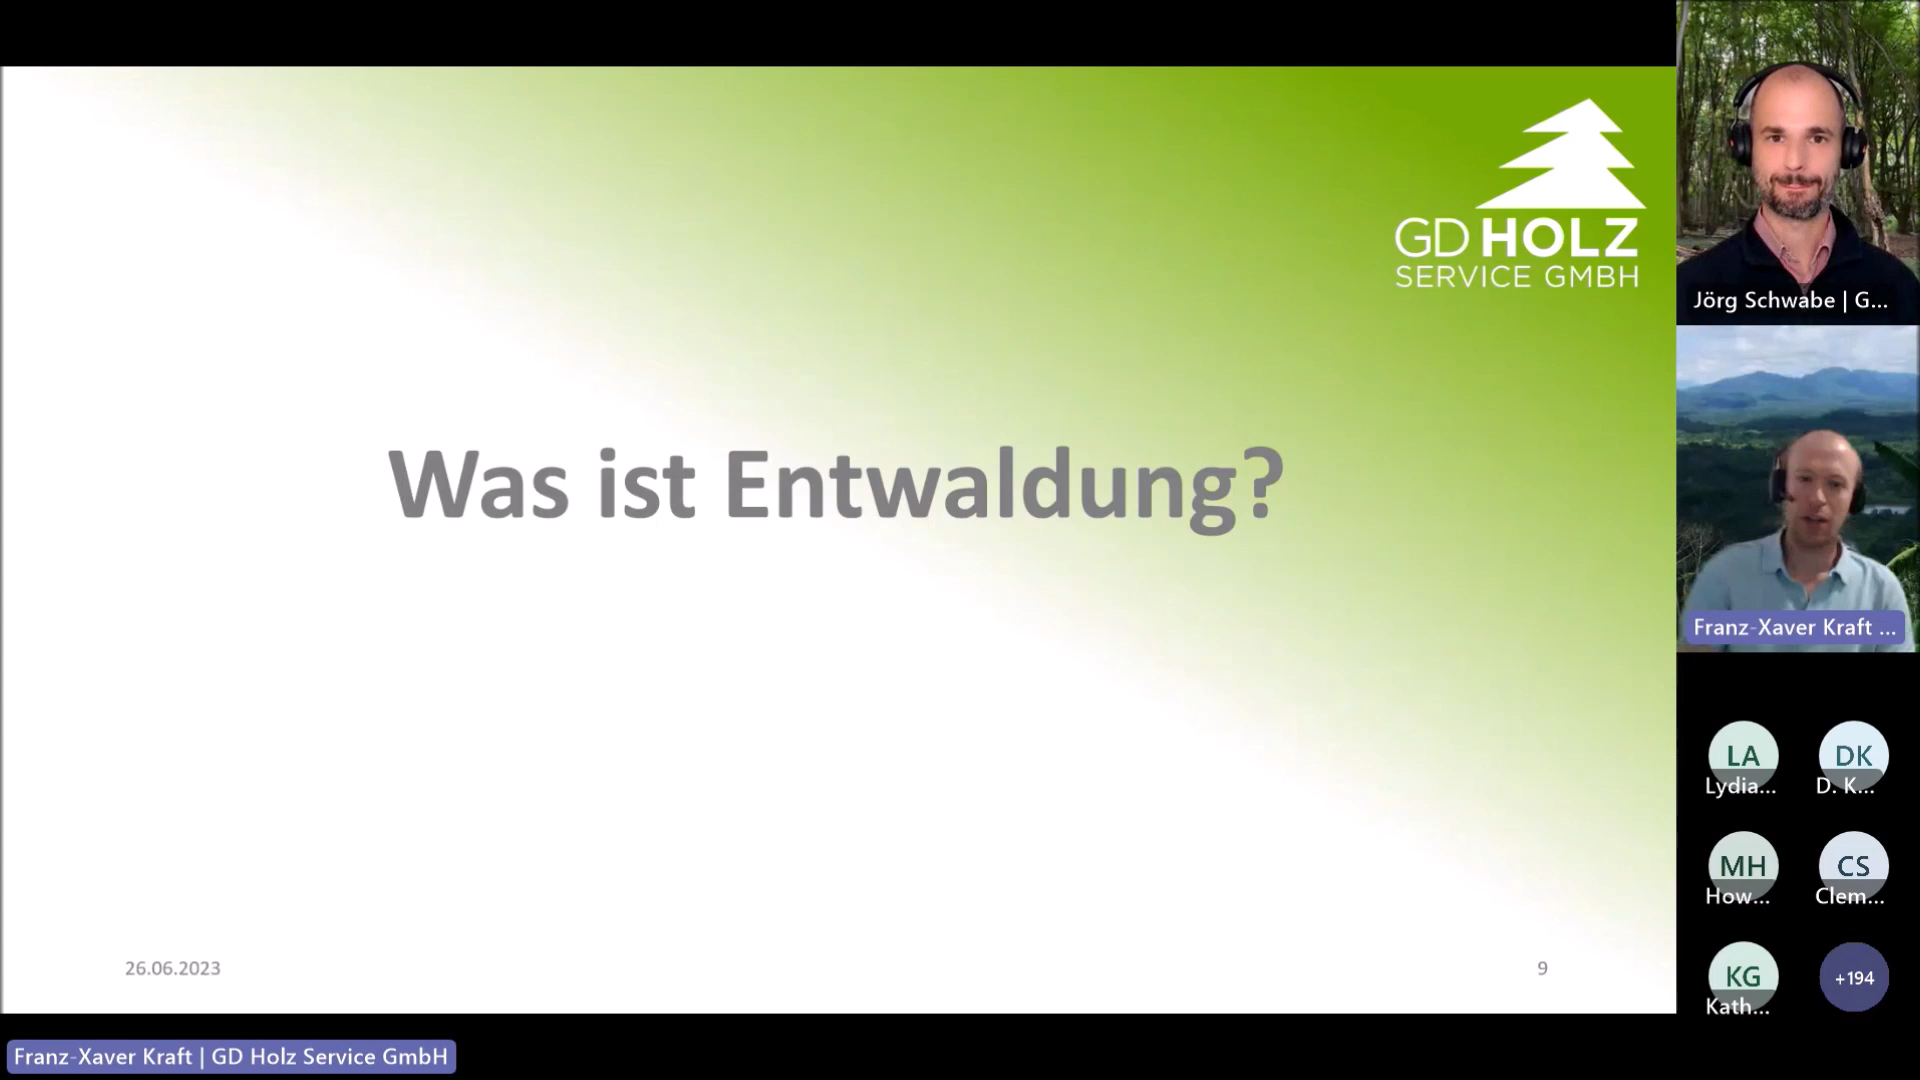 GD HOLZ
SERVICE GMBH
Was ist Entwaldung?
26.06.2023
9
Jörg Schwabe | G...
Franz-Xaver Kraft ...
LA
Lydia...
DK
D. K...
MH
How...
CS
Clem...
KG
Kath...
+194
Franz-Xaver Kraft | GD Holz Service GmbH